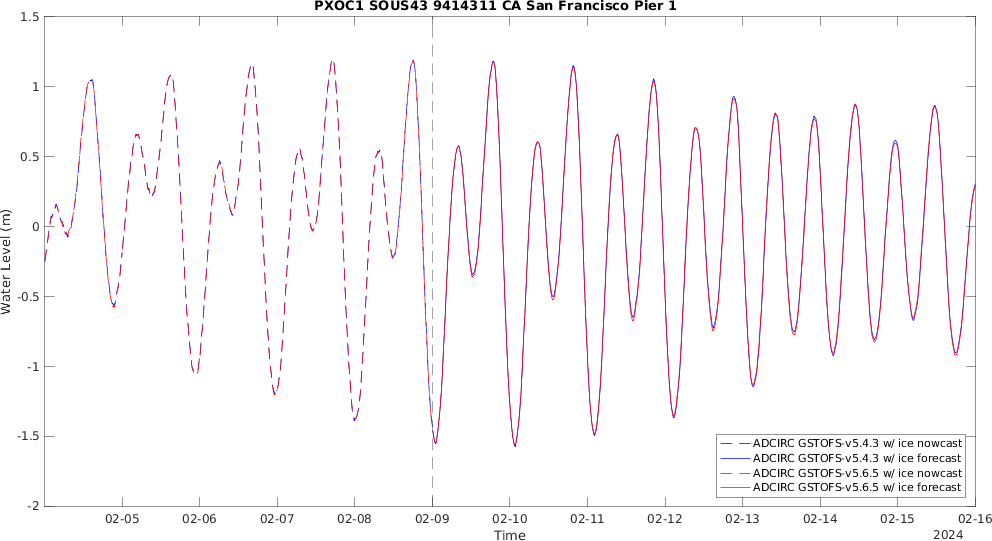 PXOC1 SOUS43 9414311 CA San Francisco Pier 1
1.5
1
0.5
0
-0.5
-1
-1.5
-2
Water Level (m)
02-05 02-06 02-07 02-08 02-09 02-10 02-11 02-12 02-13 02-14 02-15 02-16
Time
2024
ADCIRC GSTOFS-v5.4.3 w/ ice nowcast
ADCIRC GSTOFS-v5.4.3 w/ ice forecast
ADCIRC GSTOFS-v5.6.5 w/ ice nowcast
ADCIRC GSTOFS-v5.6.5 w/ ice forecast